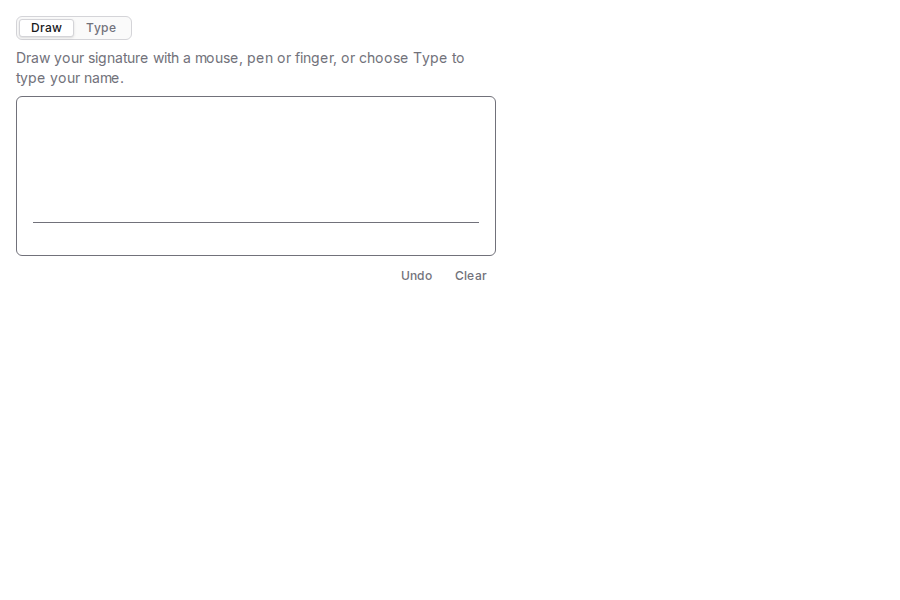 Draw Type
Draw your signature with a mouse, pen or finger, or choose Type to
type your name.
Undo Clear